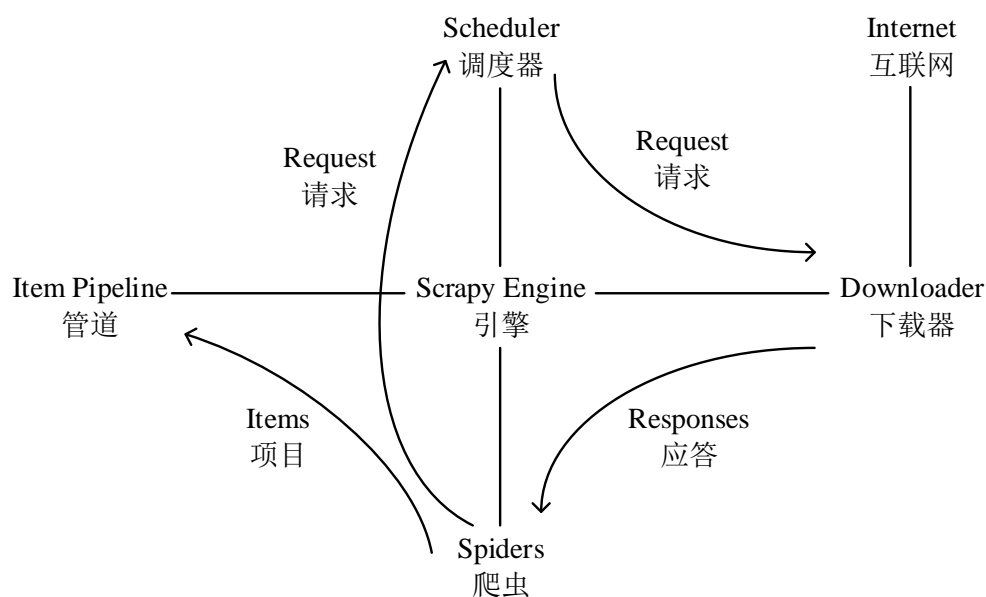 Scheduler
调度器
Internet
互联网
Request
请求
Request
请求
Item Pipeline
管道
Scrapy Engine
引擎
Downloader
下载器
Items
项目
Responses
应答
Spiders
爬虫